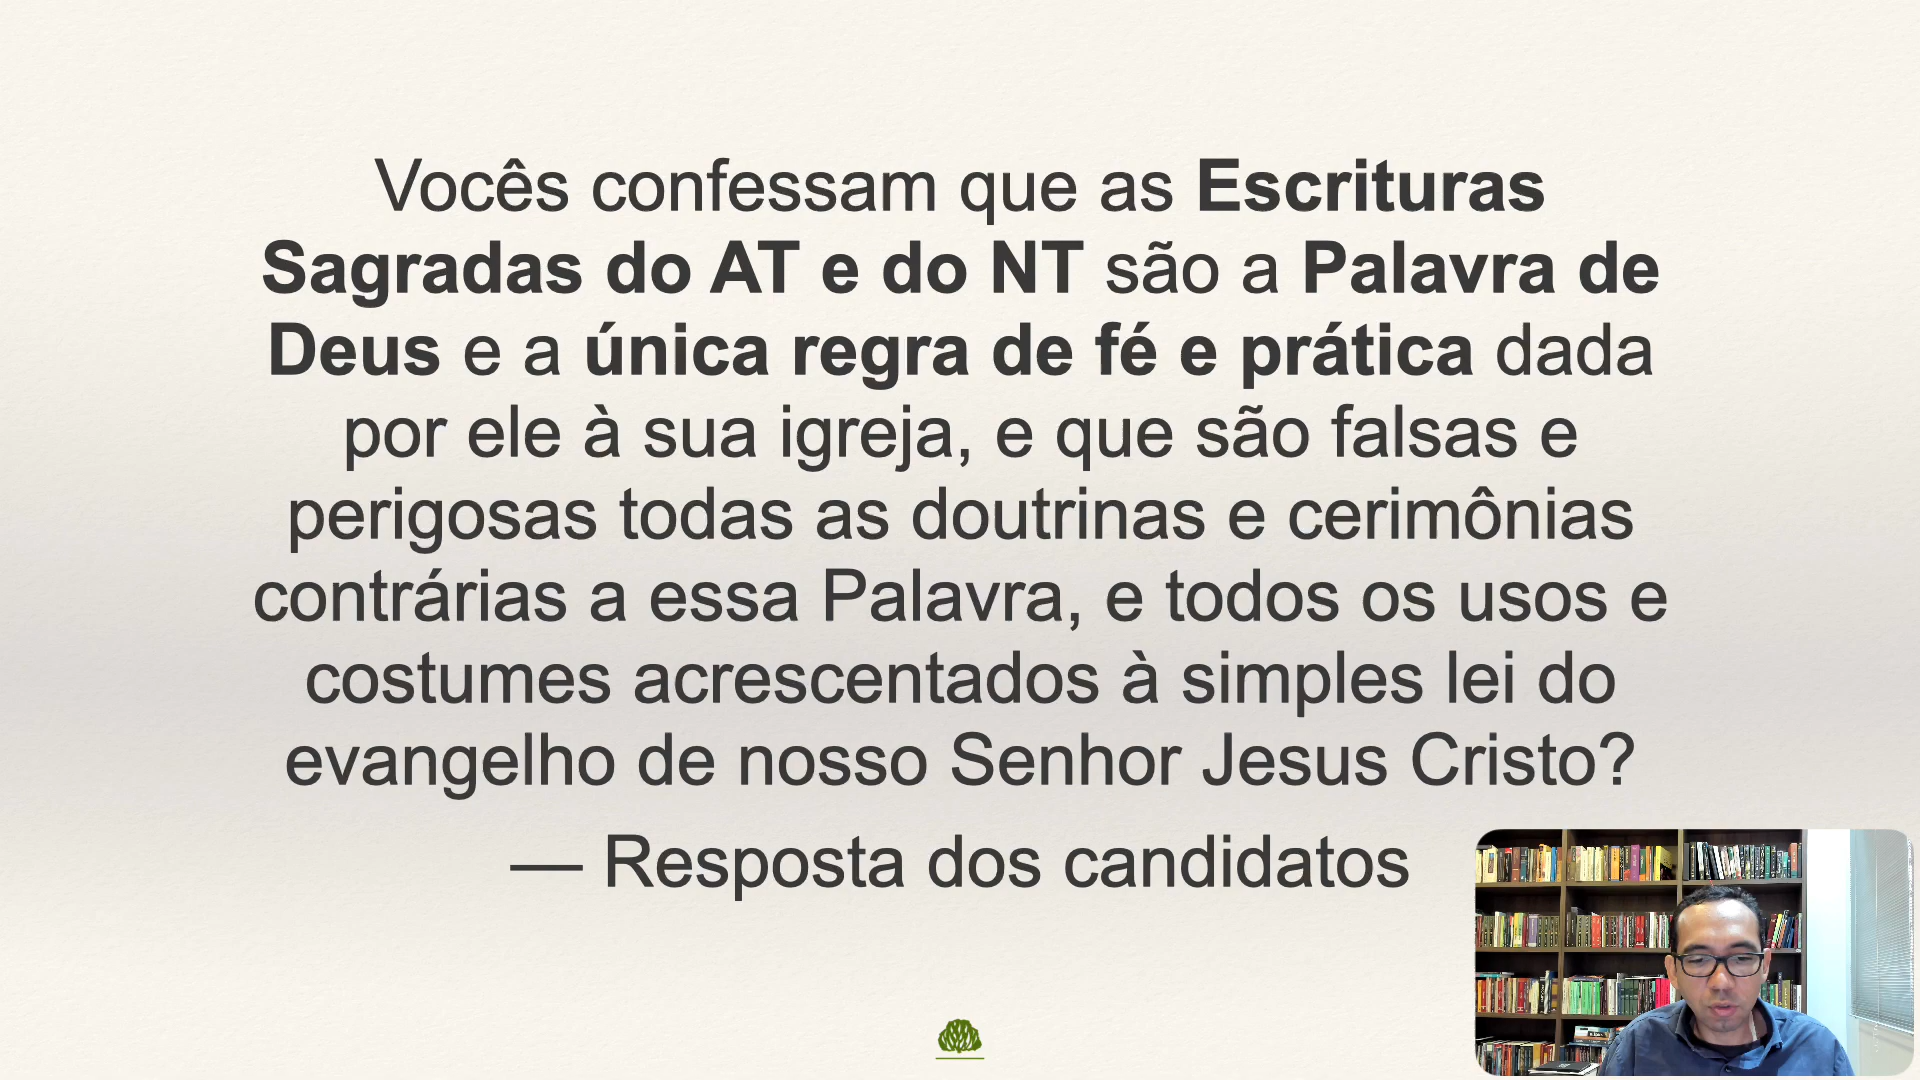 Vocês confessam que as Escrituras
Sagradas do AT e do NT são a Palavra de
Deus e a única regra de fé e prática dada
por ele à sua igreja, e que são falsas e
perigosas todas as doutrinas e cerimônias
contrárias a essa Palavra, e todos os usos e
costumes acrescentados à simples lei do
evangelho de nosso Senhor Jesus Cristo?
— Resposta dos candidatos